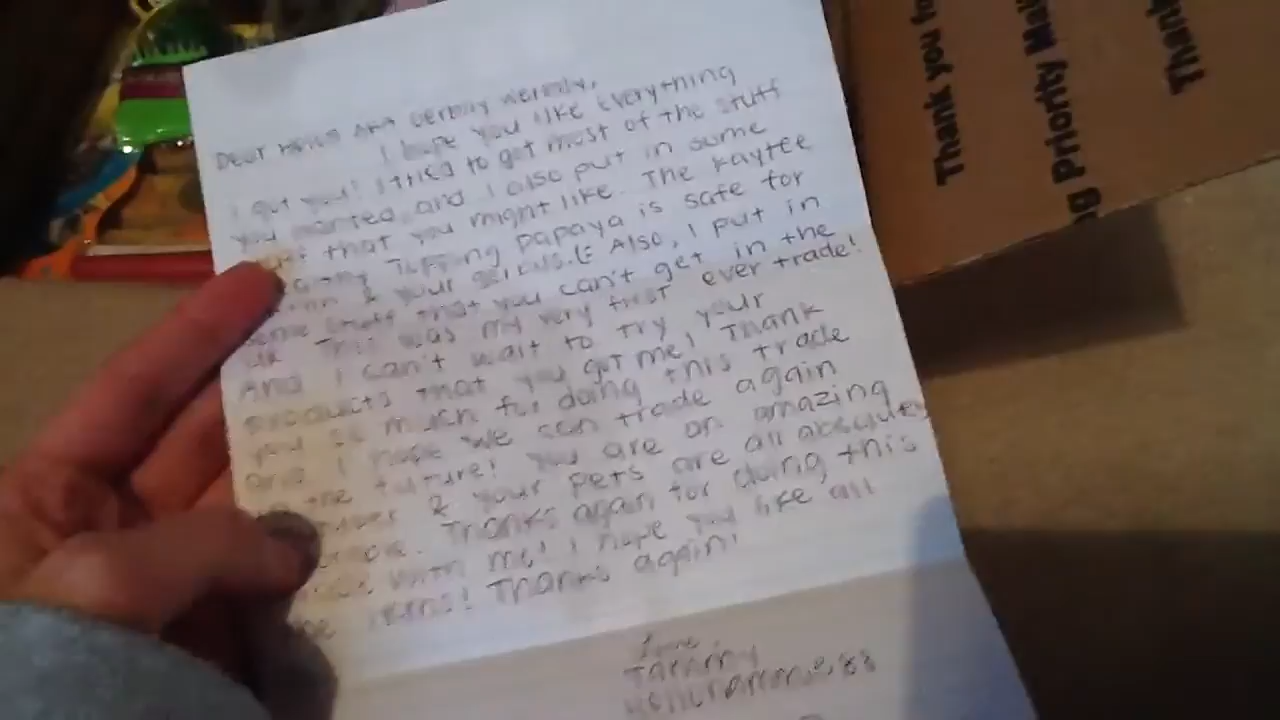 Dear AKA
I hope you like everything
I got you! I tried to get most of the stuff
you wanted and I also put in some
that you might like. The Kaytee
papaya is safe for
& your Also, I put in
some stuff that you can't get in the
UK This was my very first ever trade!
And I can't wait to try your
products that you got me! Thank
you so much for doing this trade
and I hope we can trade again
the future! You are an amazing
& your pets are all absolutely
Thanks again for doing this
with me! I hope you like all
items! Thanks again!
Love
Thank you fo
Priority Mai
Thank